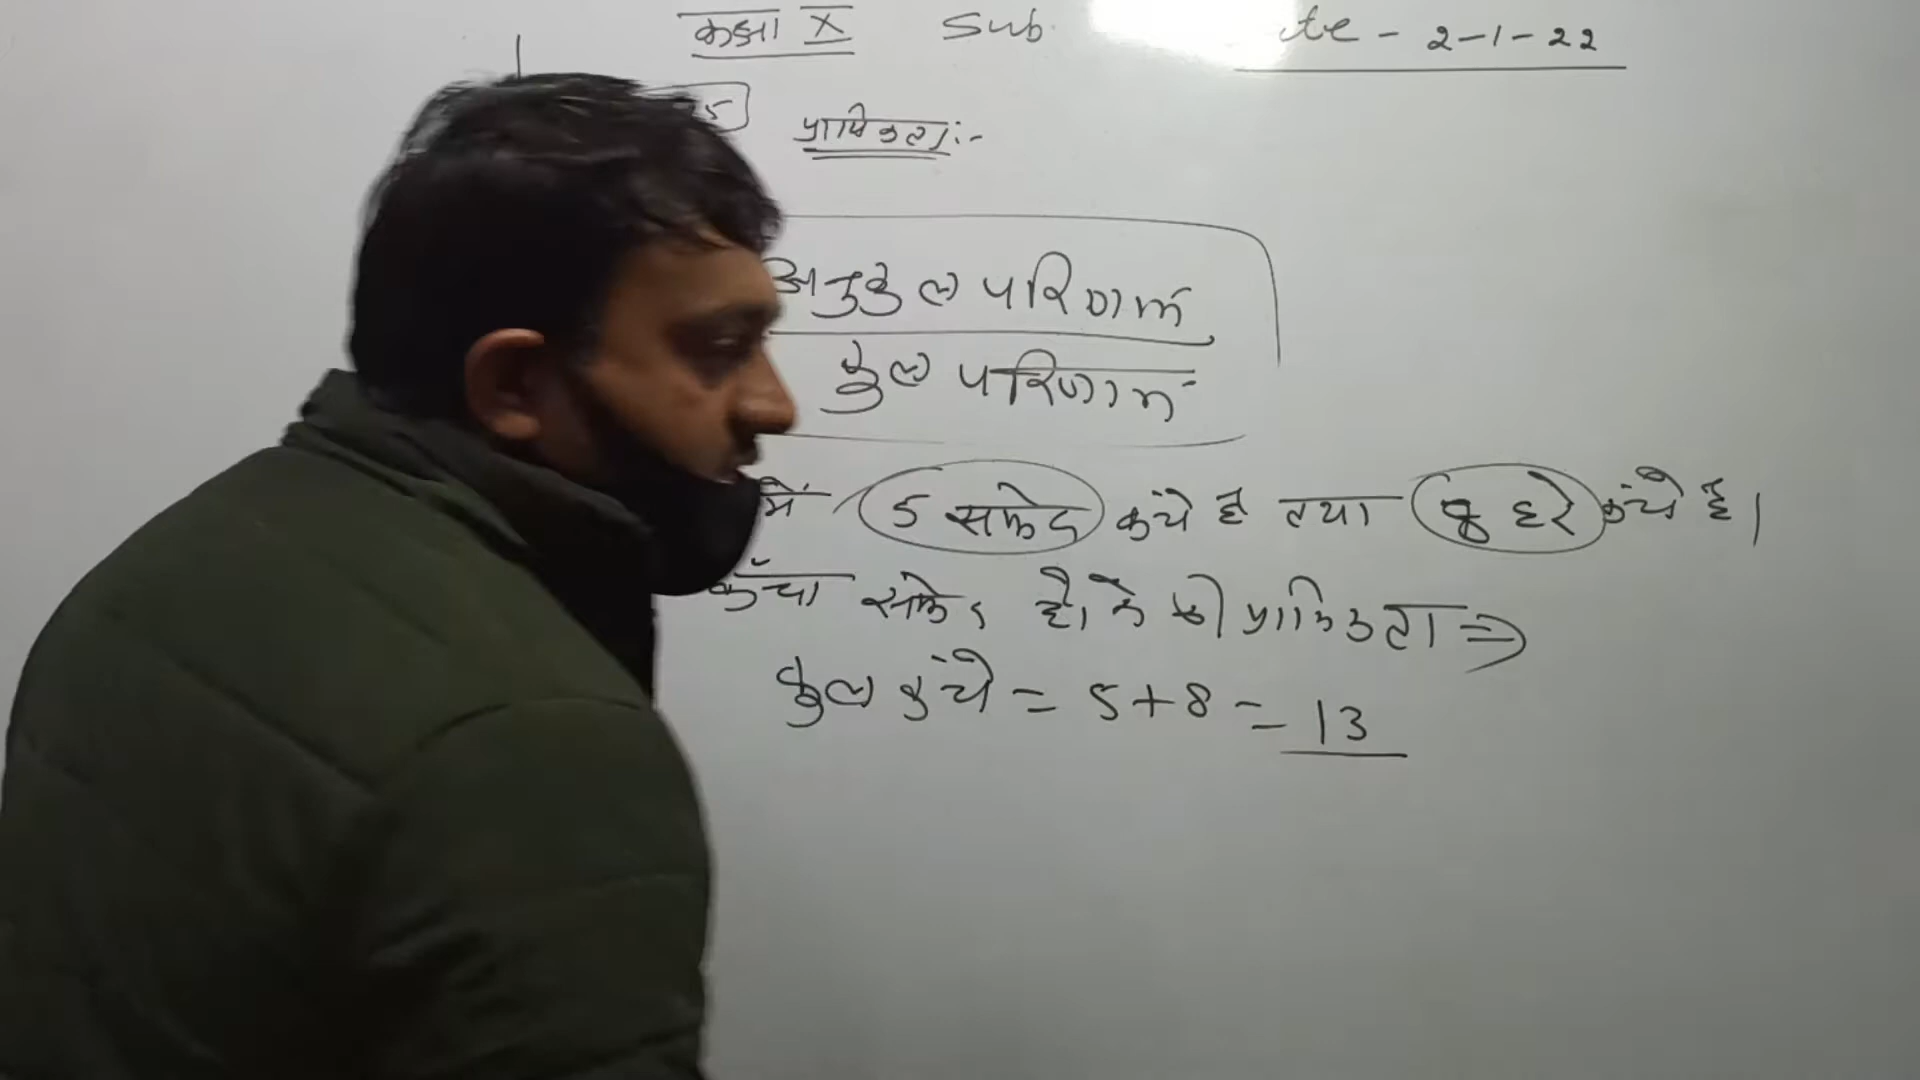 कक्षा X Sub. te - 2-1-22
प्रायिकता:-
अनुकुल परिणाम
कुल परिणाम
में 5 सफेद कंचे है तथा 8 हरे कंचे है।
कंचा सफेद होने की प्रायिकता ⇒
कुल कंचे = 5+8 = 13